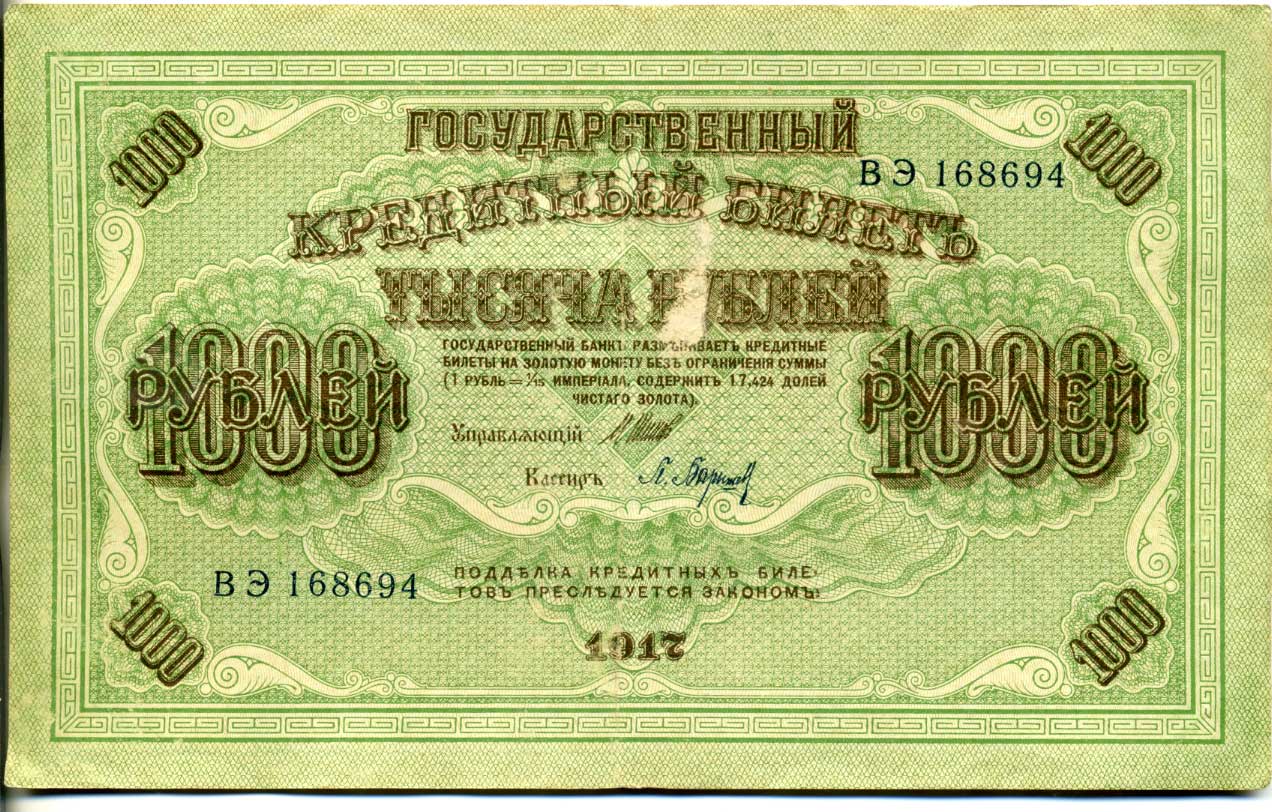 1000
1000
ГОСУДАРСТВЕННЫЙ
ВЭ 168694
КРЕДИТНЫЙ БИЛЕТЪ
ТЫСЯЧА РУБЛЕЙ
1000
РУБЛЕЙ
1000
РУБЛЕЙ
ГОСУДАРСТВЕННЫЙ БАНКЪ РАЗМѢНИВАЕТЪ КРЕДИТНЫЕ
БИЛЕТЫ НА ЗОЛОТУЮ МОНЕТУ БЕЗЪ ОГРАНИЧЕНІЯ СУММЫ
(1 РУБЛЬ = 1/15 ИМПЕРІАЛА, СОДЕРЖИТЪ 17,424 ДОЛЕЙ
ЧИСТАГО ЗОЛОТА).
Управляющій
Кассиръ
ВЭ 168694
ПОДДѢЛКА КРЕДИТНЫХЪ БИЛЕ-
ТОВЪ ПРЕСЛѢДУЕТСЯ ЗАКОНОМЪ.
1917
1000
1000